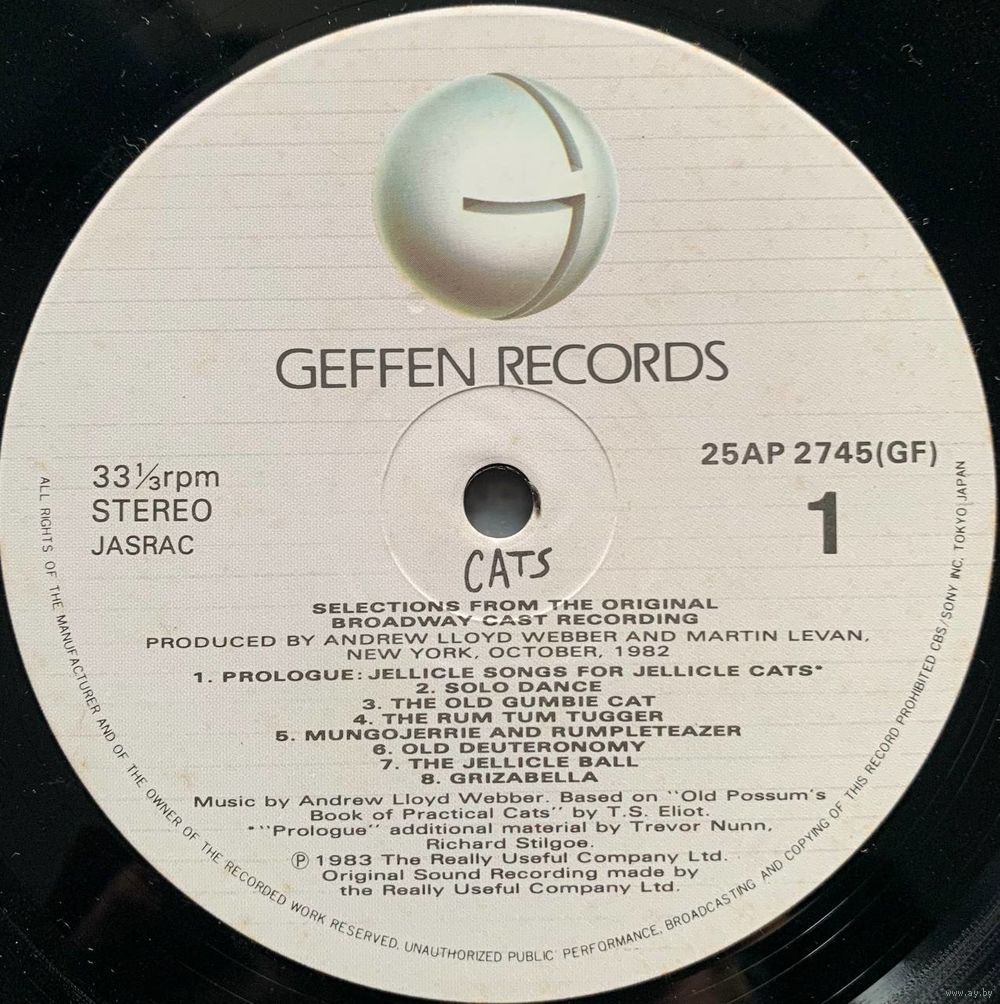 GEFFEN RECORDS
33⅓rpm
STEREO
JASRAC
25AP 2745(GF)
1
CATS
SELECTIONS FROM THE ORIGINAL
BROADWAY CAST RECORDING
PRODUCED BY ANDREW LLOYD WEBBER AND MARTIN LEVAN,
NEW YORK, OCTOBER, 1982
1. PROLOGUE: JELLICLE SONGS FOR JELLICLE CATS*
2. SOLO DANCE
3. THE OLD GUMBIE CAT
4. THE RUM TUM TUGGER
5. MUNGOJERRIE AND RUMPLETEAZER
6. OLD DEUTERONOMY
7. THE JELLICLE BALL
8. GRIZABELLA
Music by Andrew Lloyd Webber. Based on "Old Possum's
Book of Practical Cats" by T.S. Eliot.
*"Prologue" additional material by Trevor Nunn,
Richard Stilgoe.
Ⓟ 1983 The Really Useful Company Ltd.
Original Sound Recording made by
the Really Useful Company Ltd.
ALL RIGHTS OF THE MANUFACTURER AND OF THE OWNER OF THE RECORDED WORK RESERVED. UNAUTHORIZED PUBLIC PERFORMANCE, BROADCASTING AND COPYING OF THIS RECORD PROHIBITED CBS/SONY INC. TOKYO JAPAN
www.ay.by